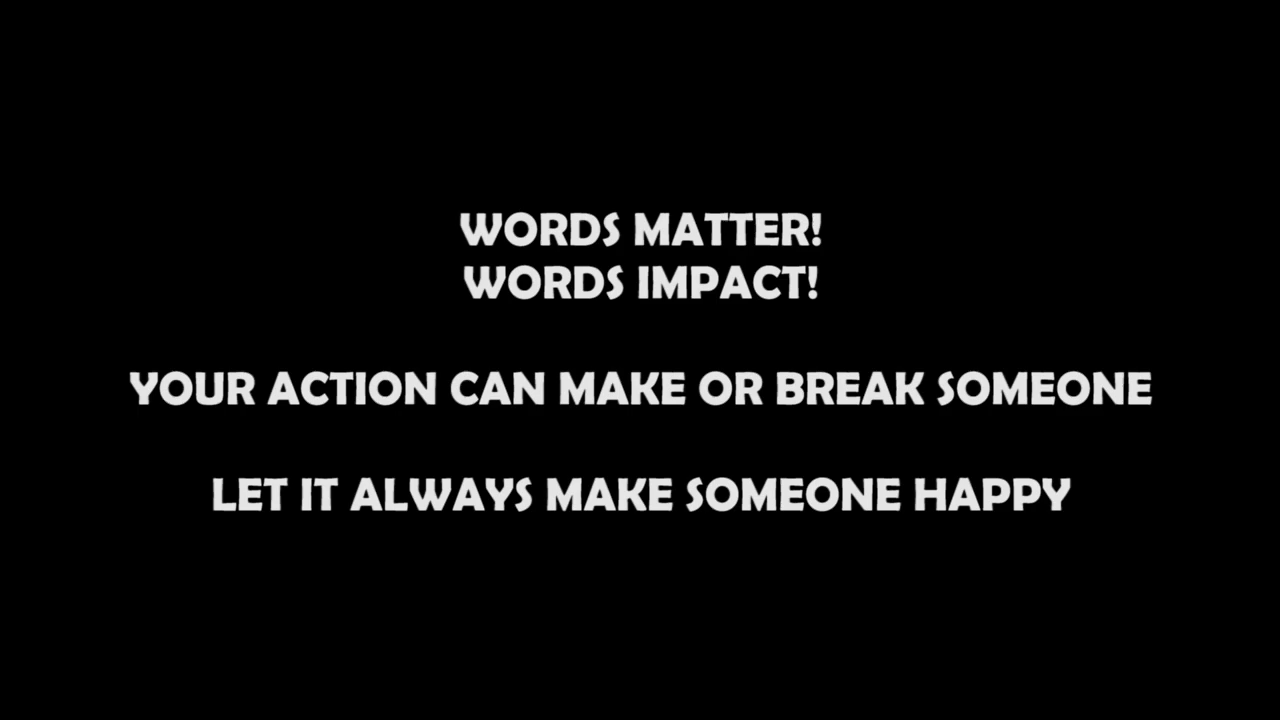 WORDS MATTER!
WORDS IMPACT!
YOUR ACTION CAN MAKE OR BREAK SOMEONE
LET IT ALWAYS MAKE SOMEONE HAPPY